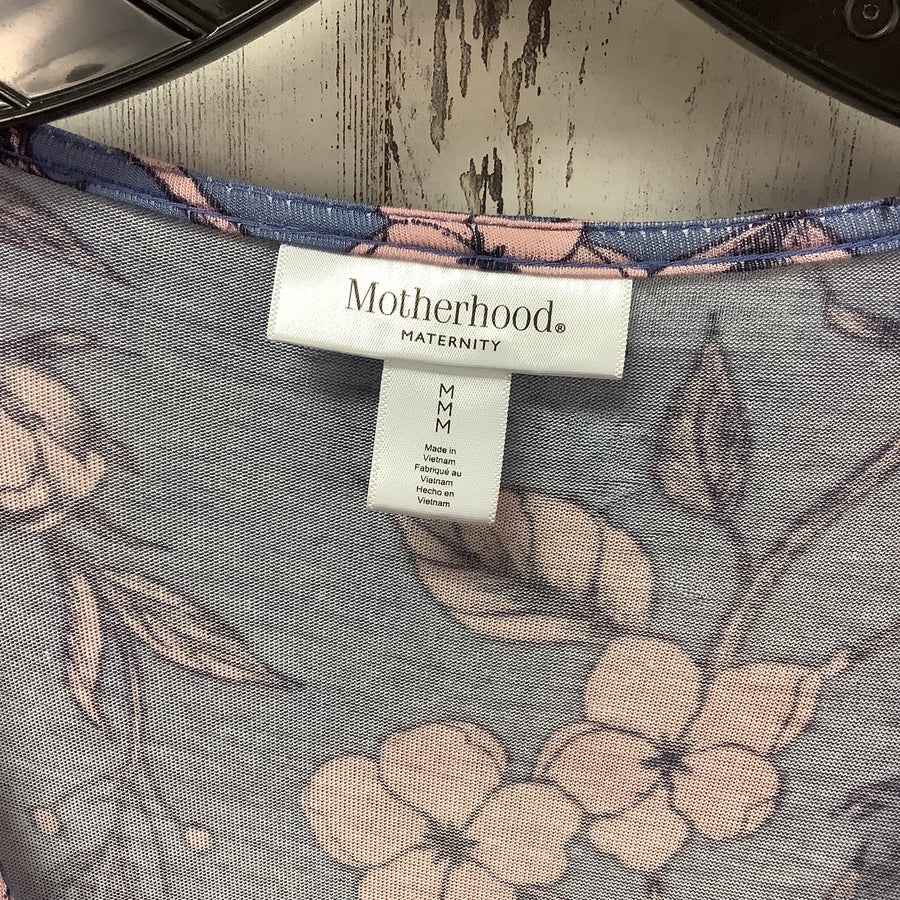 Motherhood®
MATERNITY
M
M
M
Made in
Vietnam
Fabriqué au
Vietnam
Hecho en
Vietnam